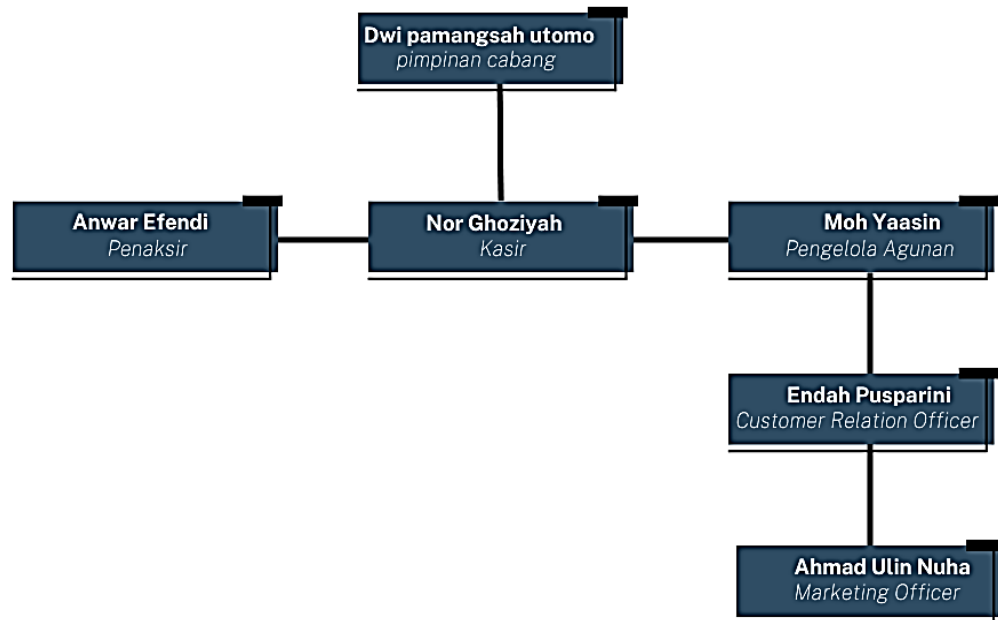 Dwi pamangsah utomo
pimpinan cabang
Anwar Efendi
Penaksir
Nor Ghoziyah
Kasir
Moh Yaasin
Pengelola Agunan
Endah Pusparini
Customer Relation Officer
Ahmad Ulin Nuha
Marketing Officer